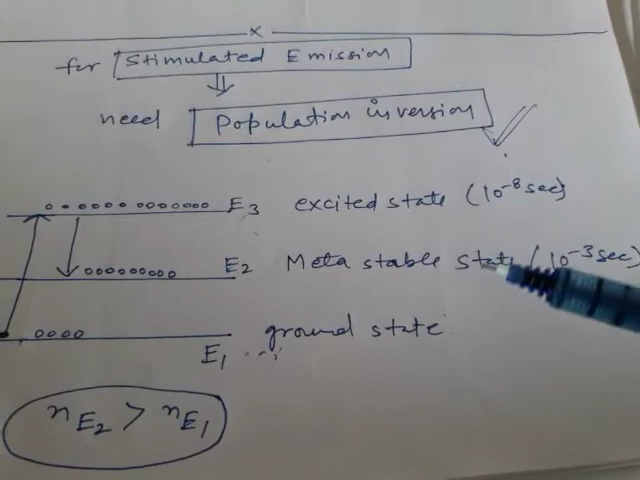 x
for Stimulated Emission
⇓
need Population inversion ✓
E3 excited state (10⁻⁸ sec)
E2 Meta stable state (10⁻³ sec)
E1 ground state
nE2 > nE1